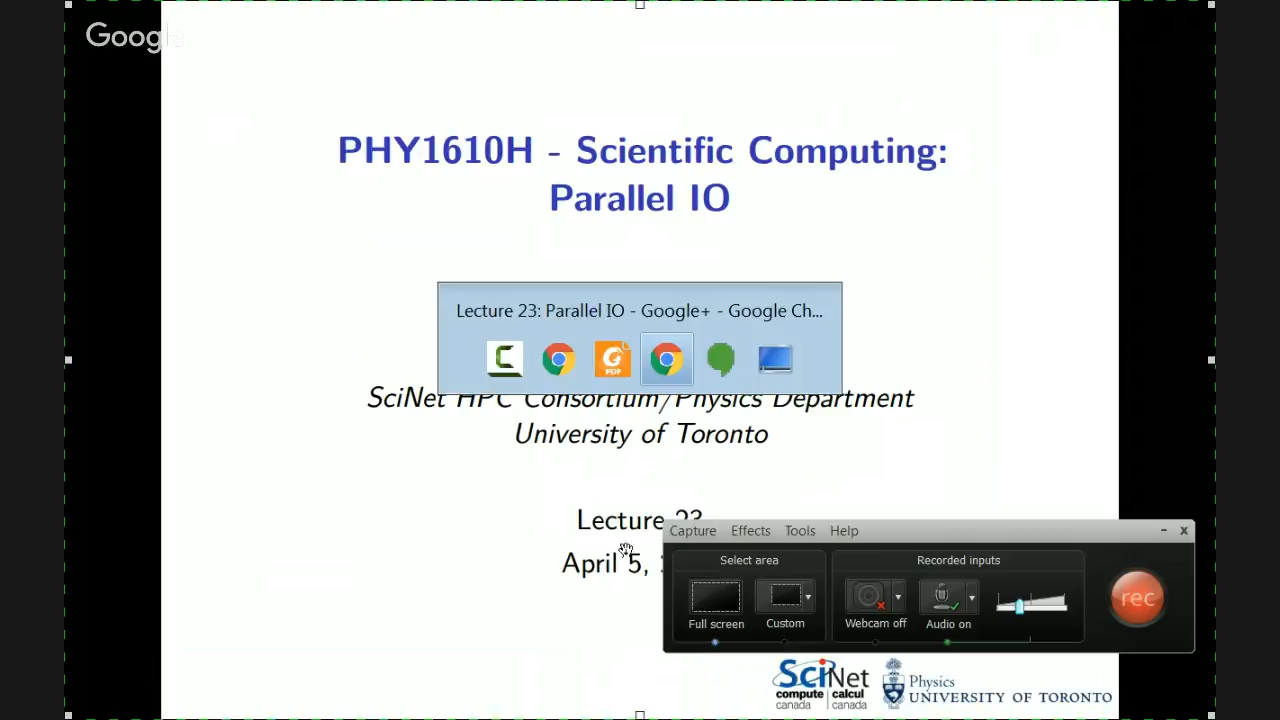 Google
PHY1610H - Scientific Computing:
Parallel IO
Lecture 23: Parallel IO - Google+ - Google Ch...
PDF
SciNet HPC Consortium/Physics Department
University of Toronto
Lecture 23
April 5,
Capture Effects Tools Help
Select area
Recorded inputs
Full screen
Custom
Webcam off
Audio on
rec
SciNet
compute | calcul
canada | canada
Physics
UNIVERSITY OF TORONTO